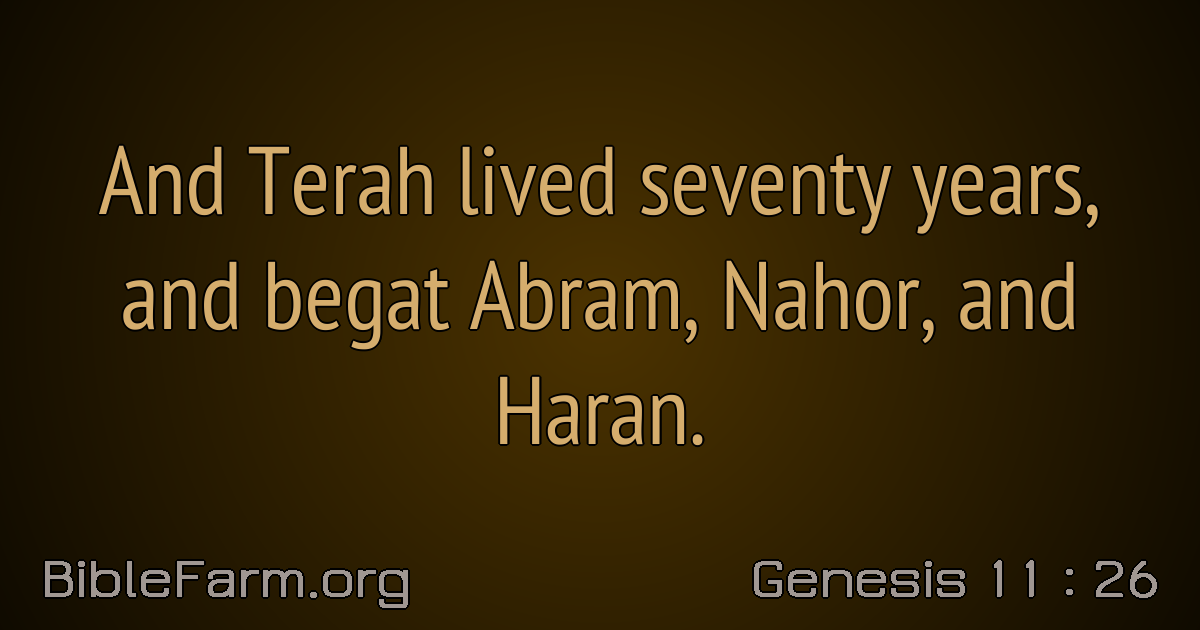 And Terah lived seventy years,
and begat Abram, Nahor, and
Haran.
BibleFarm.org
Genesis 11 : 26